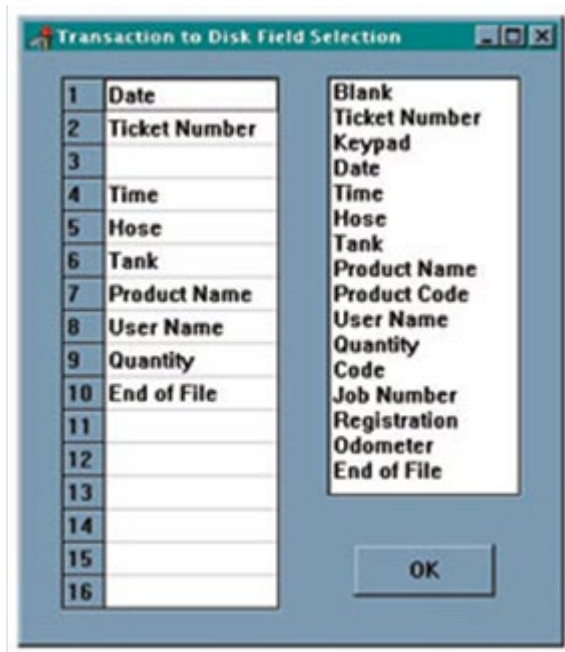 Transaction to Disk Field Selection
1 Date
2 Ticket Number
3
4 Time
5 Hose
6 Tank
7 Product Name
8 User Name
9 Quantity
10 End of File
11
12
13
14
15
16
Blank
Ticket Number
Keypad
Date
Time
Hose
Tank
Product Name
Product Code
User Name
Quantity
Code
Job Number
Registration
Odometer
End of File
OK